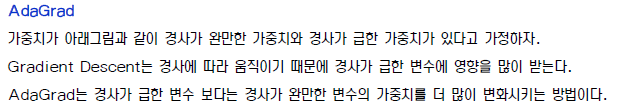 AdaGrad
가중치가 아래그림과 같이 경사가 완만한 가중치와 경사가 급한 가중치가 있다고 가정하자.
Gradient Descent는 경사에 따라 움직이기 때문에 경사가 급한 변수에 영향을 많이 받는다.
AdaGrad는 경사가 급한 변수 보다는 경사가 완만한 변수의 가중치를 더 많이 변화시키는 방법이다.